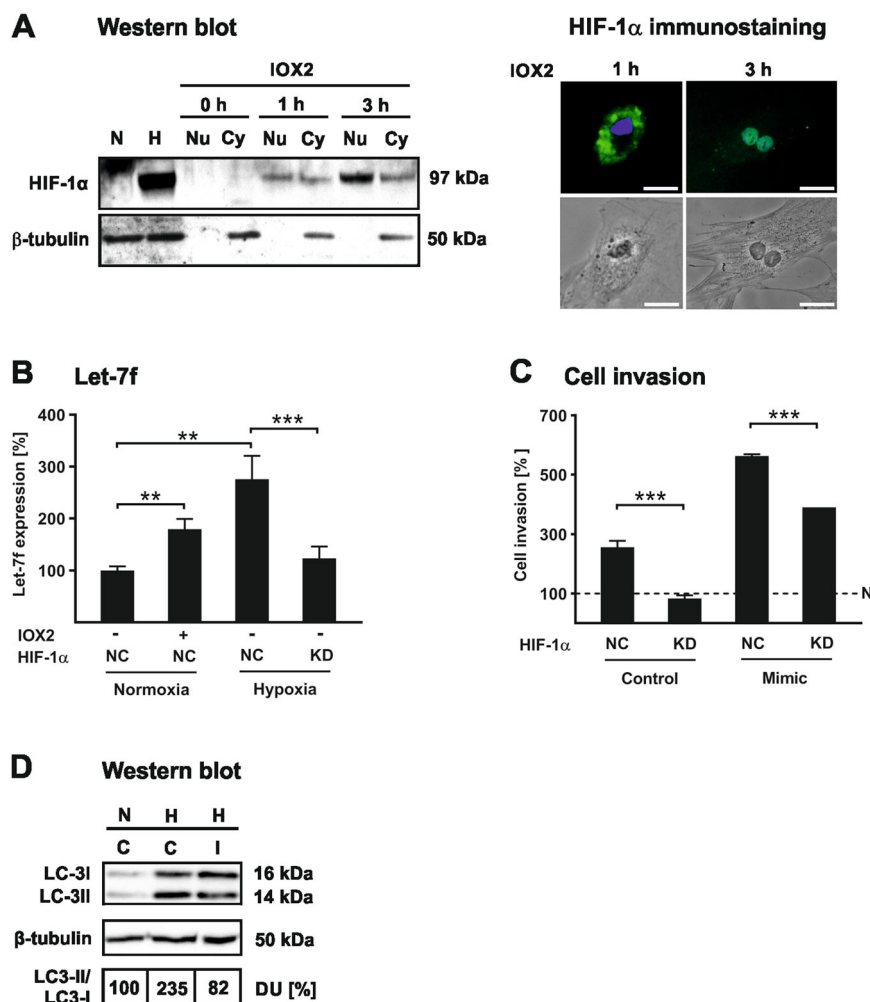 A Western blot HIF-1α immunostaining
IOX2
IOX2 1 h 3 h
0 h 1 h 3 h
N H Nu Cy Nu Cy Nu Cy
HIF-1α 97 kDa
β-tubulin 50 kDa
B Let-7f
Let-7f expression [%]
400
300
200
100
** ** ***
IOX2 - + - -
HIF-1α NC NC NC KD
Normoxia Hypoxia
C Cell invasion
Cell invasion [%]
700
500
300
100
*** ***
N
HIF-1α NC KD NC KD
Control Mimic
D Western blot
N H H
C C I
LC-3I 16 kDa
LC-3II 14 kDa
β-tubulin 50 kDa
LC3-II/
LC3-I 100 235 82 DU [%]